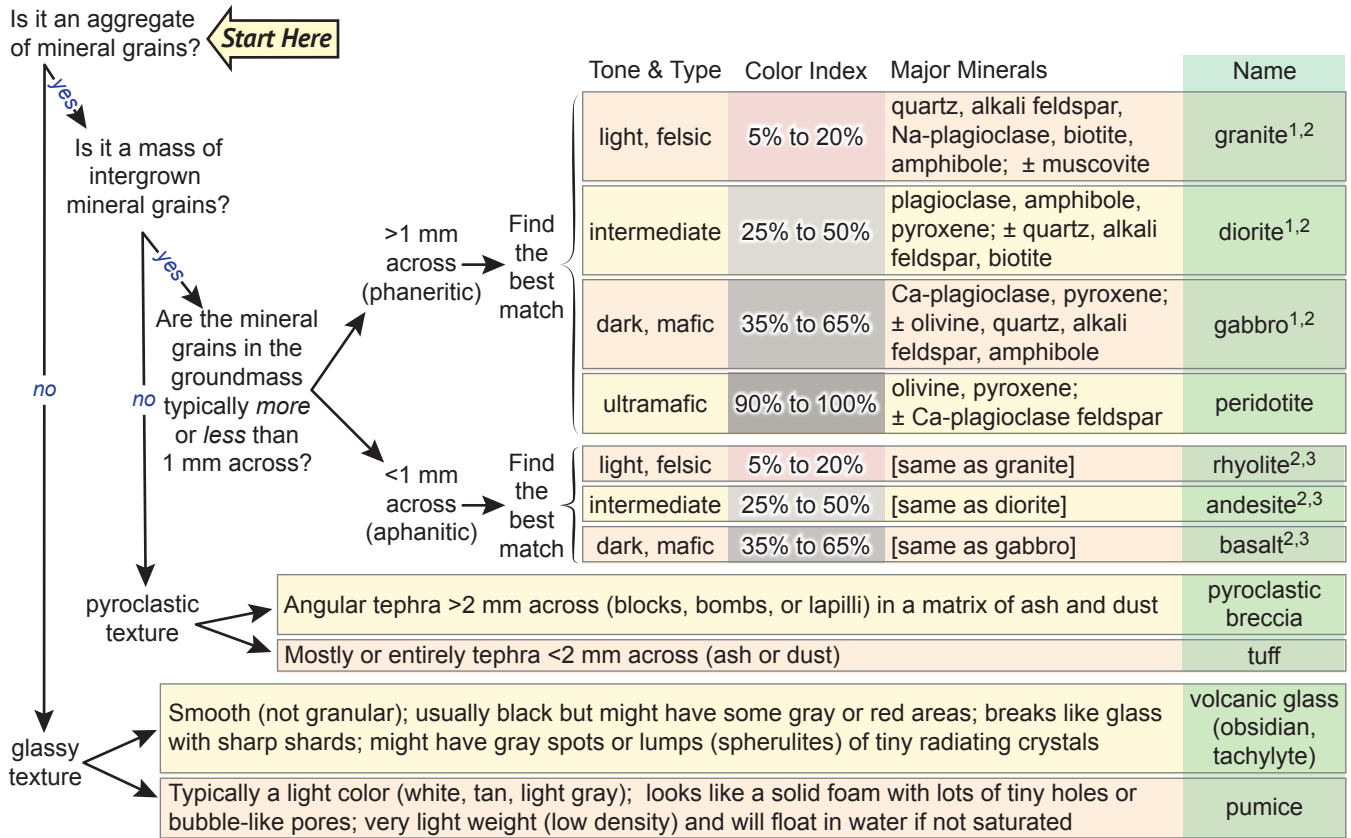 Is it an aggregate
of mineral grains?
Start Here
yes
Is it a mass of
intergrown
mineral grains?
yes
Are the mineral
grains in the
groundmass
typically more
or less than
1 mm across?
no
no
>1 mm
across
(phaneritic)
Find
the
best
match
<1 mm
across
(aphanitic)
Find
the
best
match
Tone & Type Color Index Major Minerals Name
light, felsic 5% to 20% quartz, alkali feldspar,
Na-plagioclase, biotite,
amphibole; ± muscovite
granite1,2
intermediate 25% to 50% plagioclase, amphibole,
pyroxene; ± quartz, alkali
feldspar, biotite
diorite1,2
dark, mafic 35% to 65% Ca-plagioclase, pyroxene;
± olivine, quartz, alkali
feldspar, amphibole
gabbro1,2
ultramafic 90% to 100% olivine, pyroxene;
± Ca-plagioclase feldspar
peridotite
light, felsic 5% to 20% [same as granite] rhyolite2,3
intermediate 25% to 50% [same as diorite] andesite2,3
dark, mafic 35% to 65% [same as gabbro] basalt2,3
pyroclastic
texture
Angular tephra >2 mm across (blocks, bombs, or lapilli) in a matrix of ash and dust
pyroclastic
breccia
Mostly or entirely tephra <2 mm across (ash or dust)
tuff
glassy
texture
Smooth (not granular); usually black but might have some gray or red areas; breaks like glass
with sharp shards; might have gray spots or lumps (spherulites) of tiny radiating crystals
volcanic glass
(obsidian,
tachylyte)
Typically a light color (white, tan, light gray); looks like a solid foam with lots of tiny holes or
bubble-like pores; very light weight (low density) and will float in water if not saturated
pumice